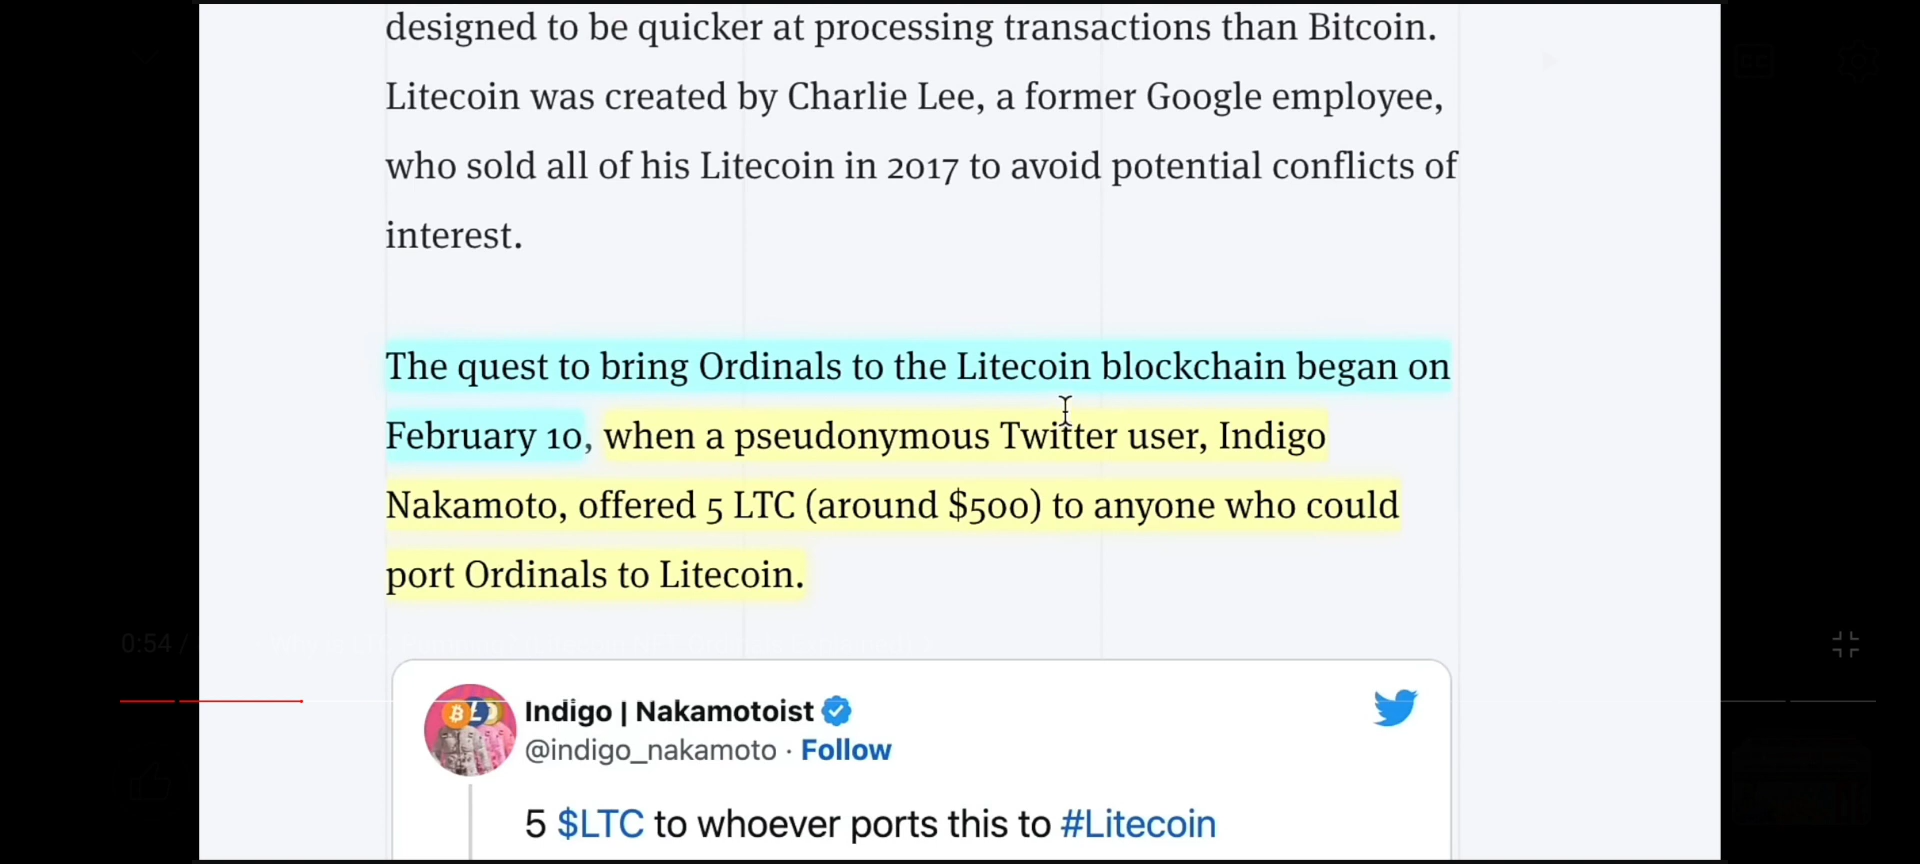 designed to be quicker at processing transactions than Bitcoin.
Litecoin was created by Charlie Lee, a former Google employee,
who sold all of his Litecoin in 2017 to avoid potential conflicts of
interest.
The quest to bring Ordinals to the Litecoin blockchain began on
February 10, when a pseudonymous Twitter user, Indigo
Nakamoto, offered 5 LTC (around $500) to anyone who could
port Ordinals to Litecoin.
0:54 /
Indigo | Nakamotoist
@indigo_nakamoto · Follow
5 $LTC to whoever ports this to #Litecoin